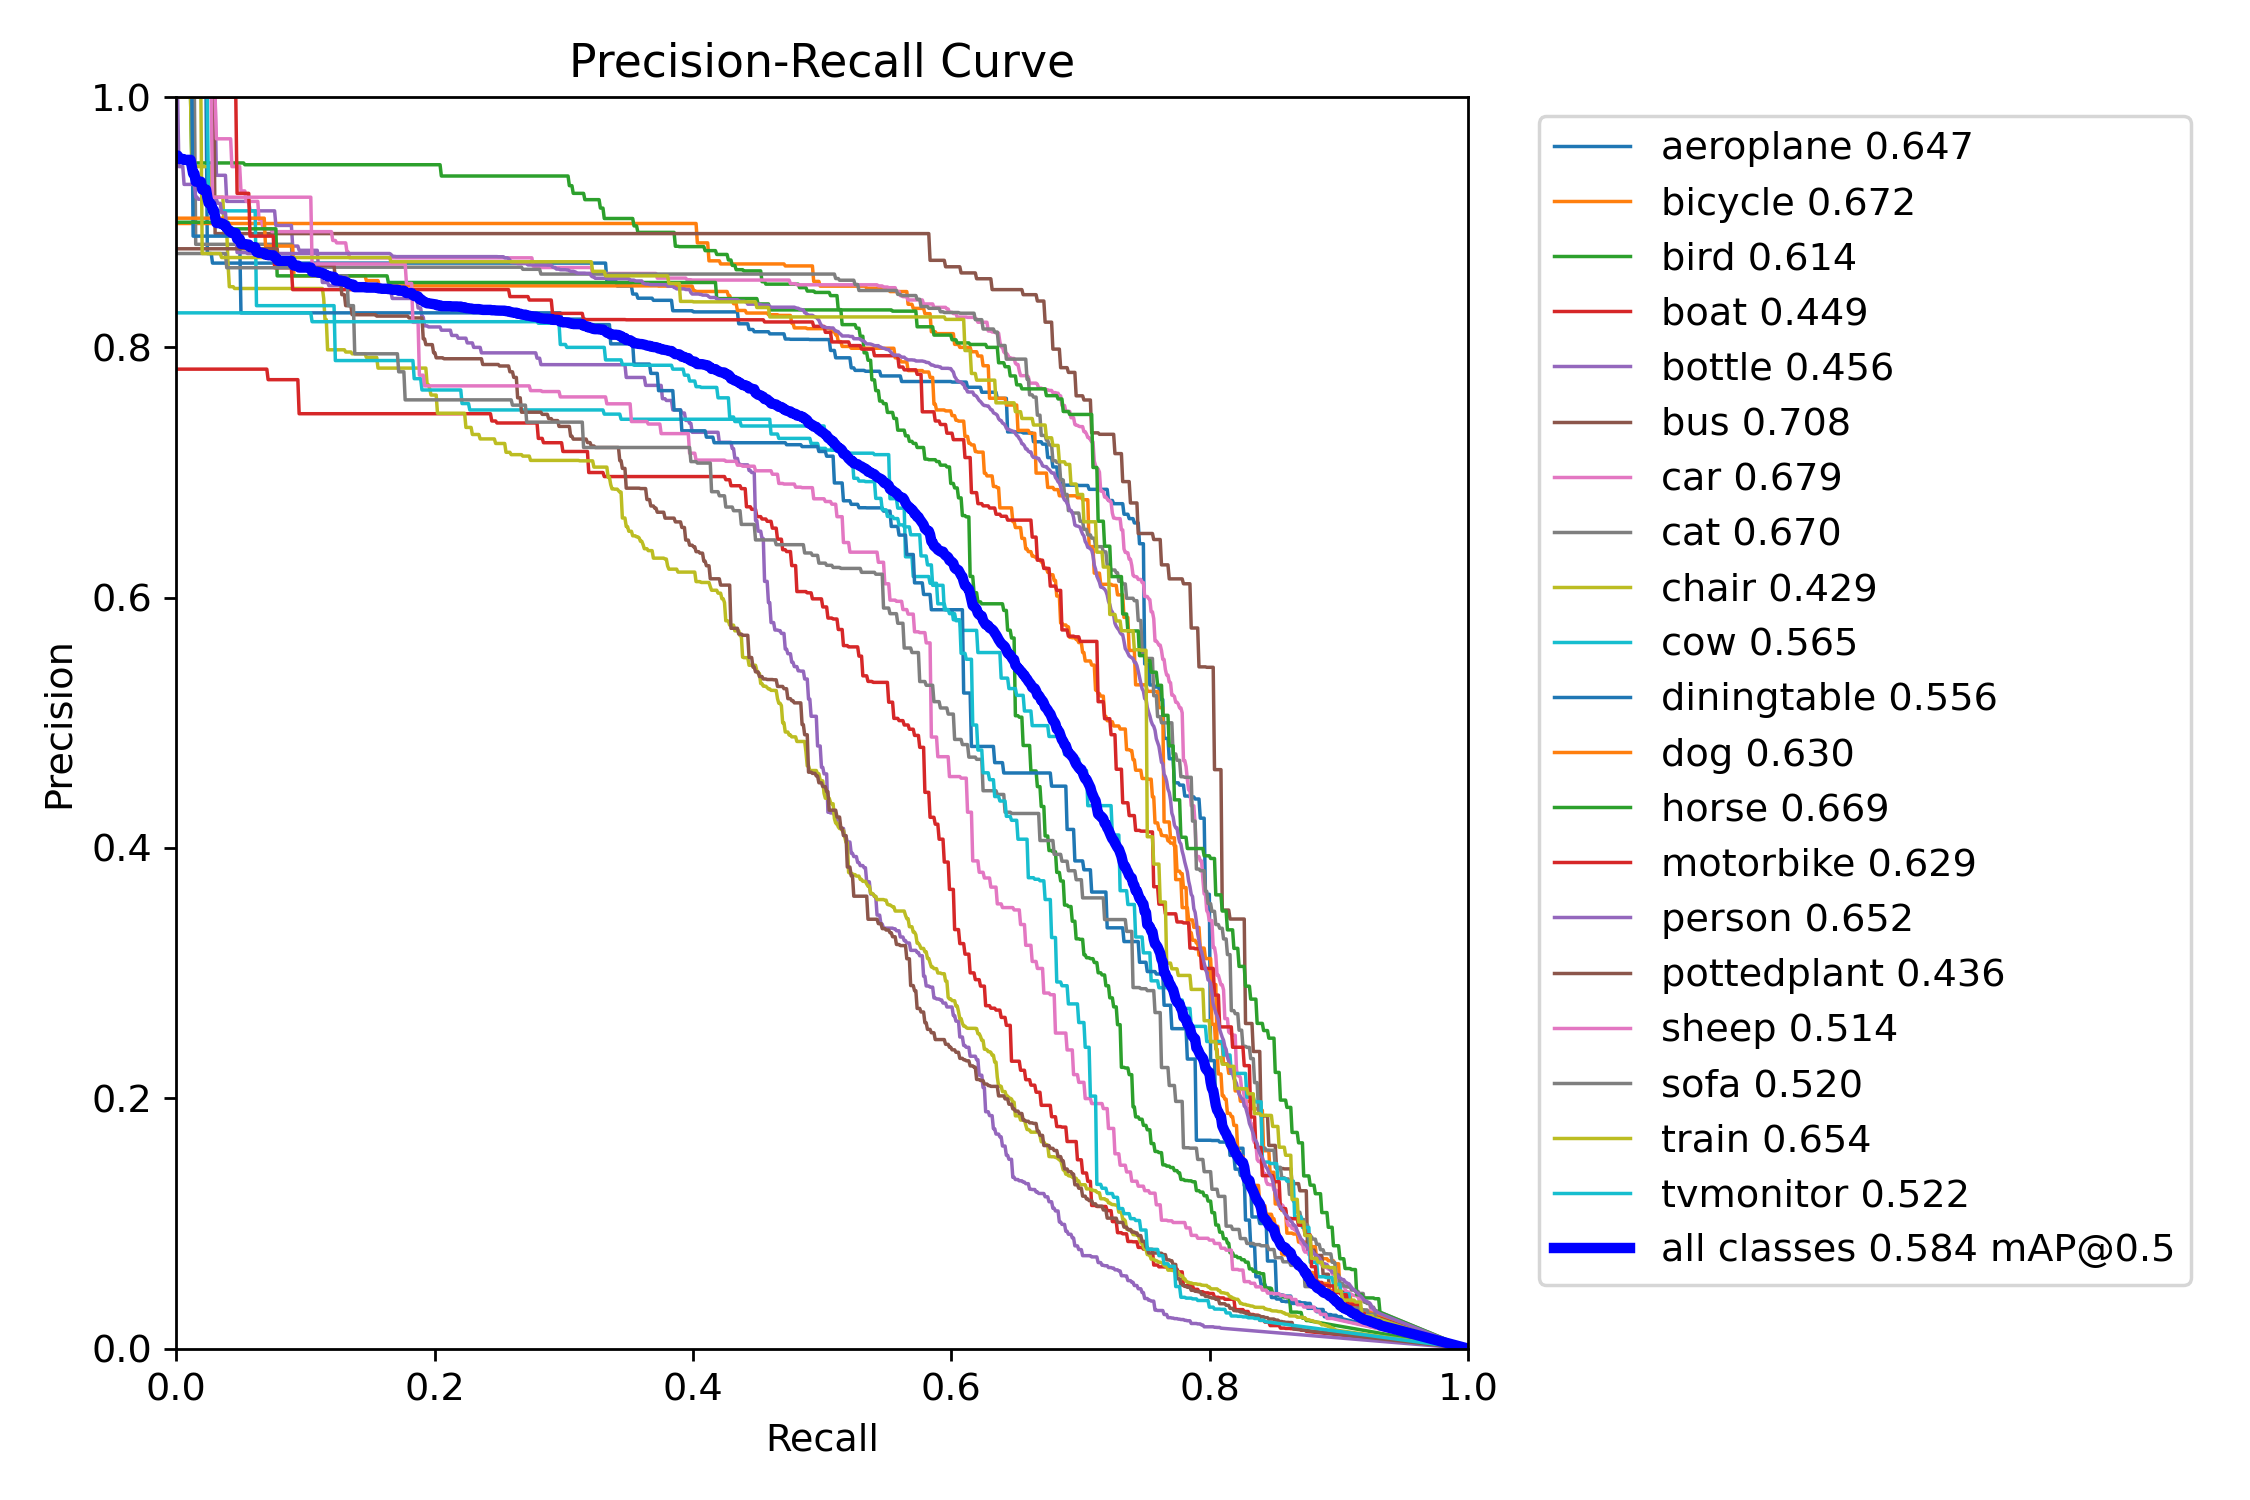 Precision-Recall Curve
1.0
0.8
0.6
0.4
0.2
0.0
Precision
0.0 0.2 0.4 0.6 0.8 1.0
Recall
aeroplane 0.647
bicycle 0.672
bird 0.614
boat 0.449
bottle 0.456
bus 0.708
car 0.679
cat 0.670
chair 0.429
cow 0.565
diningtable 0.556
dog 0.630
horse 0.669
motorbike 0.629
person 0.652
pottedplant 0.436
sheep 0.514
sofa 0.520
train 0.654
tvmonitor 0.522
all classes 0.584 mAP@0.5